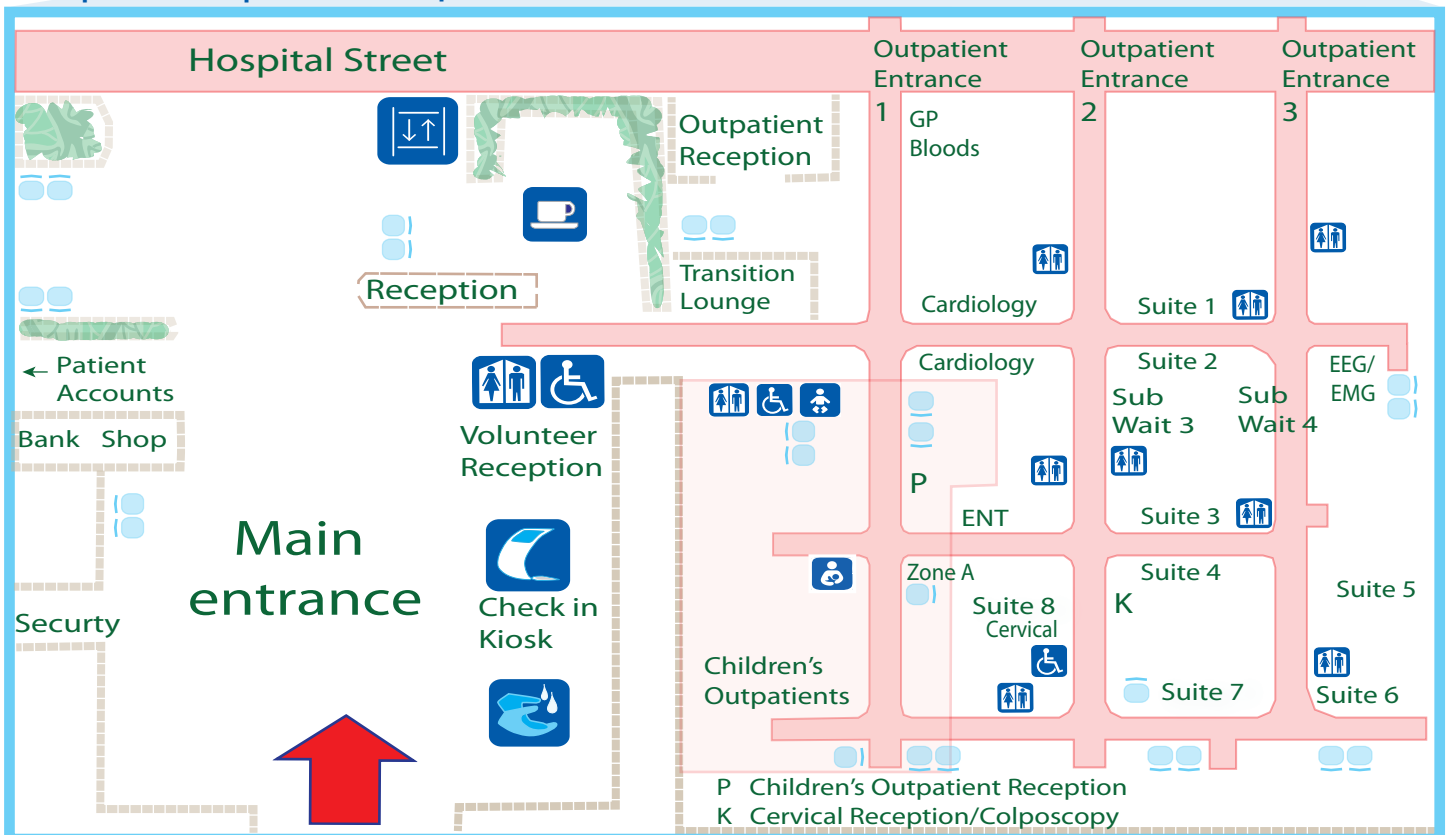 Hospital Street
Outpatient
Entrance
1
Outpatient
Entrance
2
Outpatient
Entrance
3
GP
Bloods
Outpatient
Reception
Reception
Transition
Lounge
Cardiology
Suite 1
← Patient
Accounts
Bank Shop
Volunteer
Reception
Cardiology
Suite 2
EEG/
EMG
Sub
Wait 3
Sub
Wait 4
P
ENT
Suite 3
Main
entrance
Check in
Kiosk
Securty
Zone A
Suite 8
Cervical
Suite 4
K
Suite 5
Children's
Outpatients
Suite 7
Suite 6
P Children's Outpatient Reception
K Cervical Reception/Colposcopy